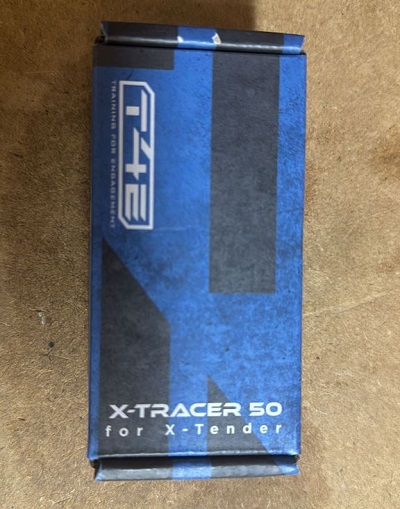 T4E
TRAINING FOR ENGAGEMENT
X-TRACER 50
for X-Tender